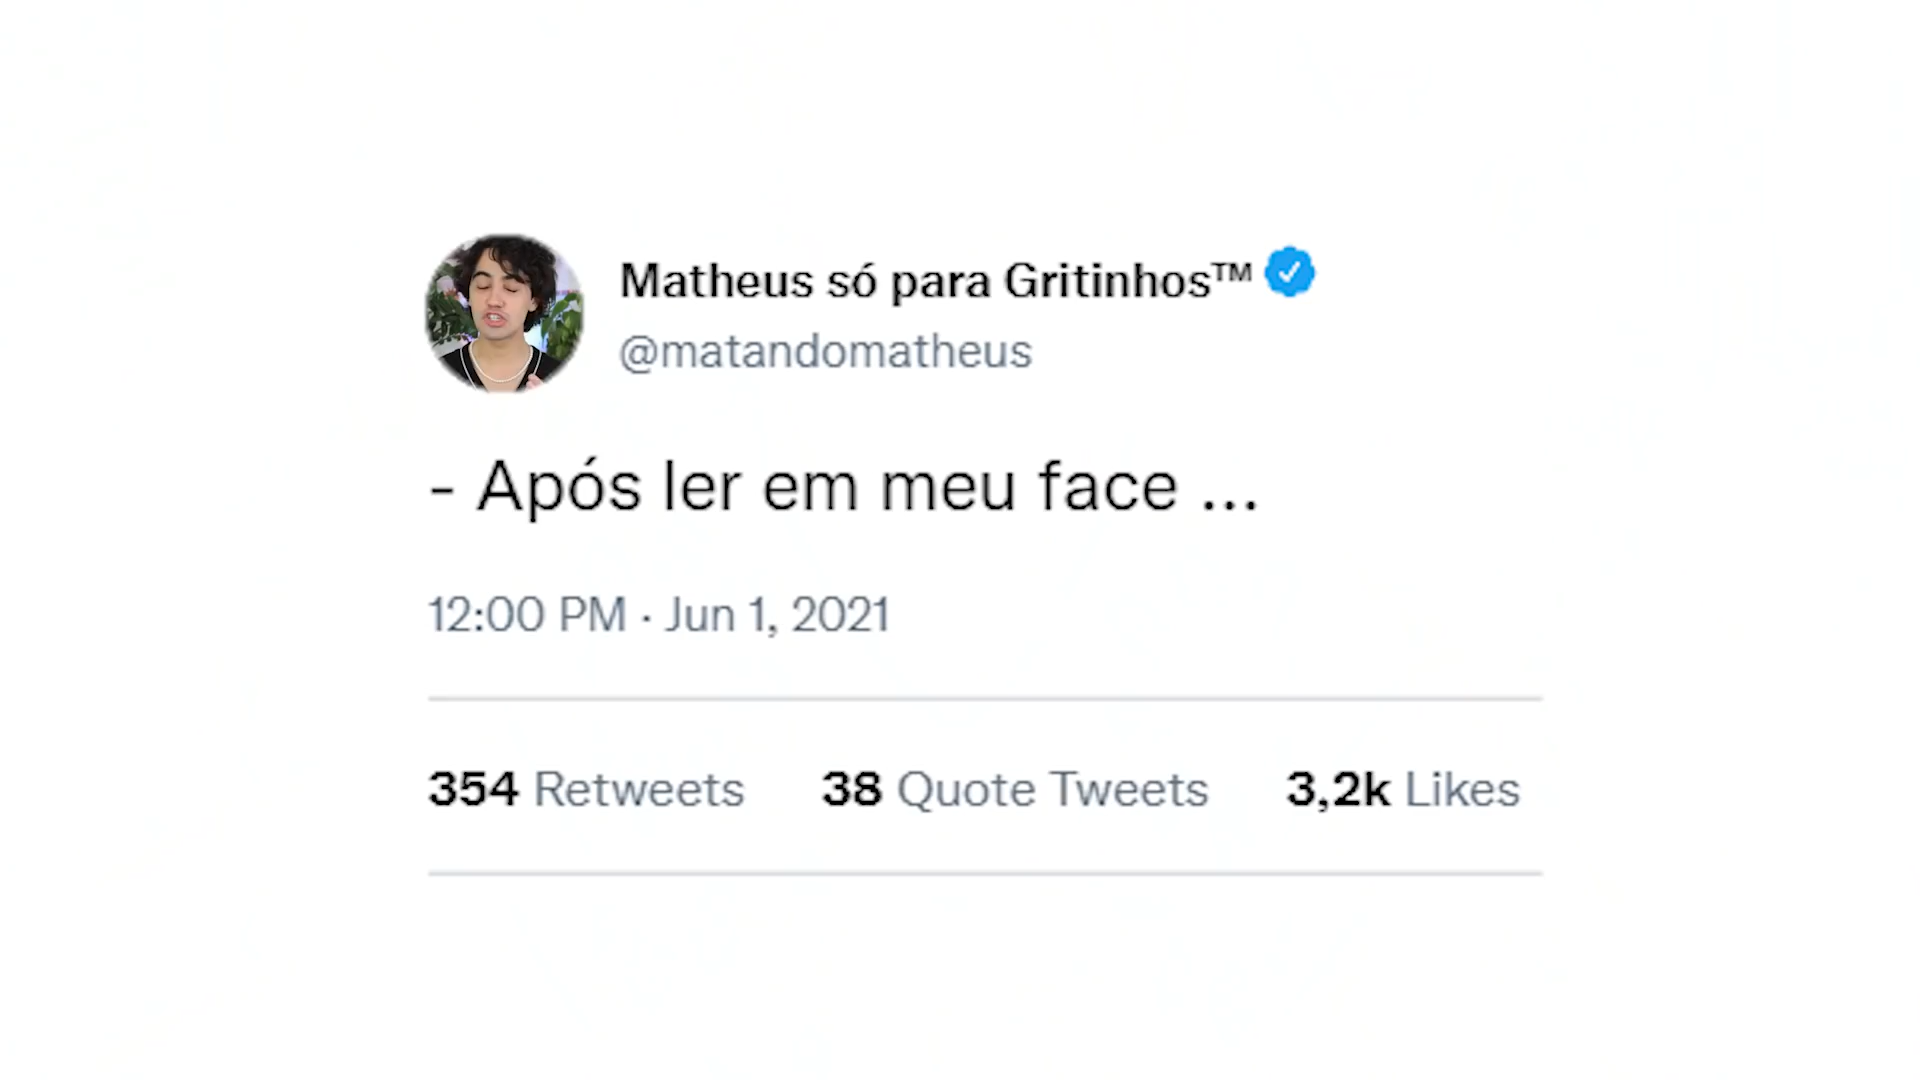 Matheus só para Gritinhos™
@matandomatheus
- Após ler em meu face ...
12:00 PM · Jun 1, 2021
354 Retweets 38 Quote Tweets 3,2k Likes